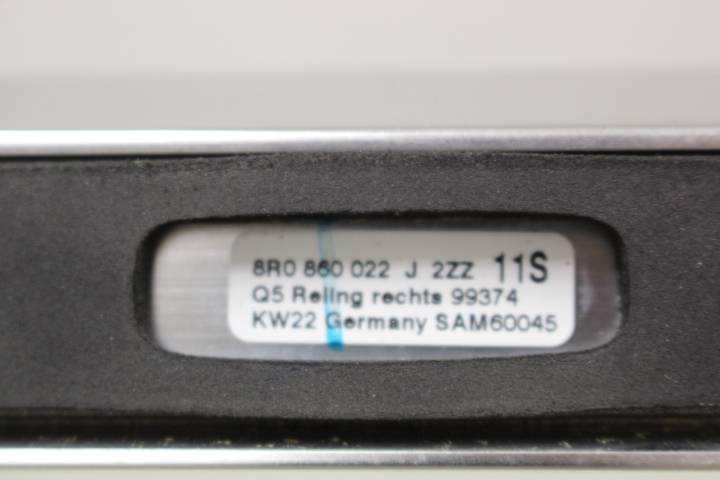 8R0 860 022 J 2ZZ 11S
Q5 Reling rechts 99374
KW22 Germany SAM60045